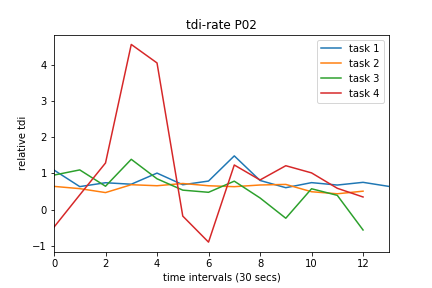 tdi-rate P02
task 1
task 2
task 3
task 4
relative tdi
4
3
2
1
0
−1
0 2 4 6 8 10 12
time intervals (30 secs)